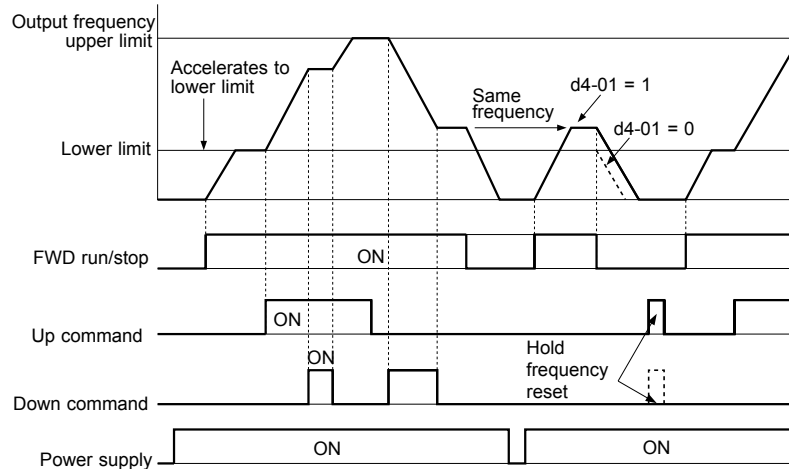 Output frequency
upper limit
Accelerates to
lower limit
Same
frequency
d4-01 = 1
d4-01 = 0
Lower limit
FWD run/stop
ON
Up command
ON
ON
Hold
frequency
reset
Down command
Power supply
ON
ON